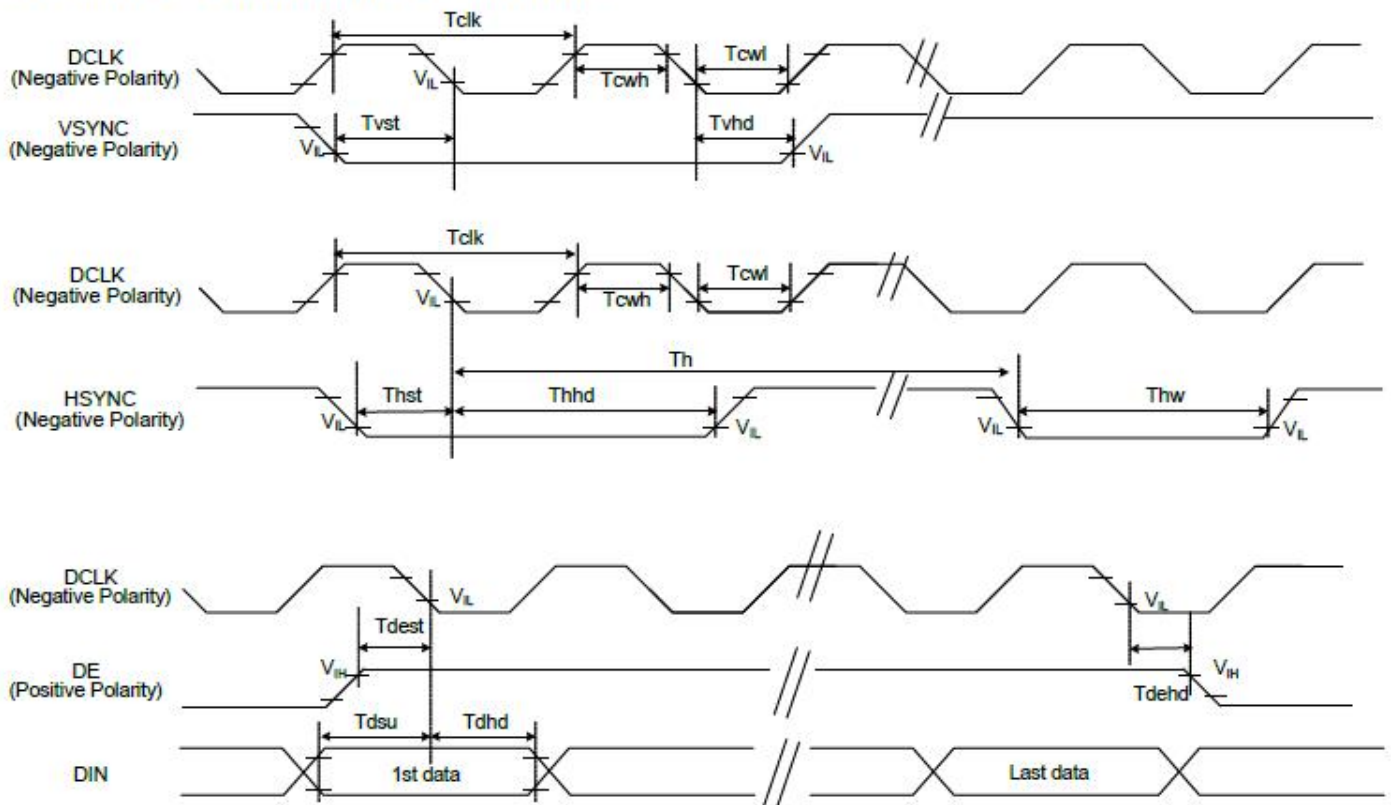 Tclk
DCLK
(Negative Polarity)
VIL
Tcwh
Tcwl
VSYNC
(Negative Polarity)
VIL
Tvst
Tvhd
VIL
Tclk
DCLK
(Negative Polarity)
VIL
Tcwh
Tcwl
Th
HSYNC
(Negative Polarity)
VIL
Thst
Thhd
VIL
VIL
Thw
VIL
DCLK
(Negative Polarity)
VIL
VIL
Tdest
DE
(Positive Polarity)
VIH
VIH
Tdehd
Tdsu
Tdhd
DIN
1st data
Last data